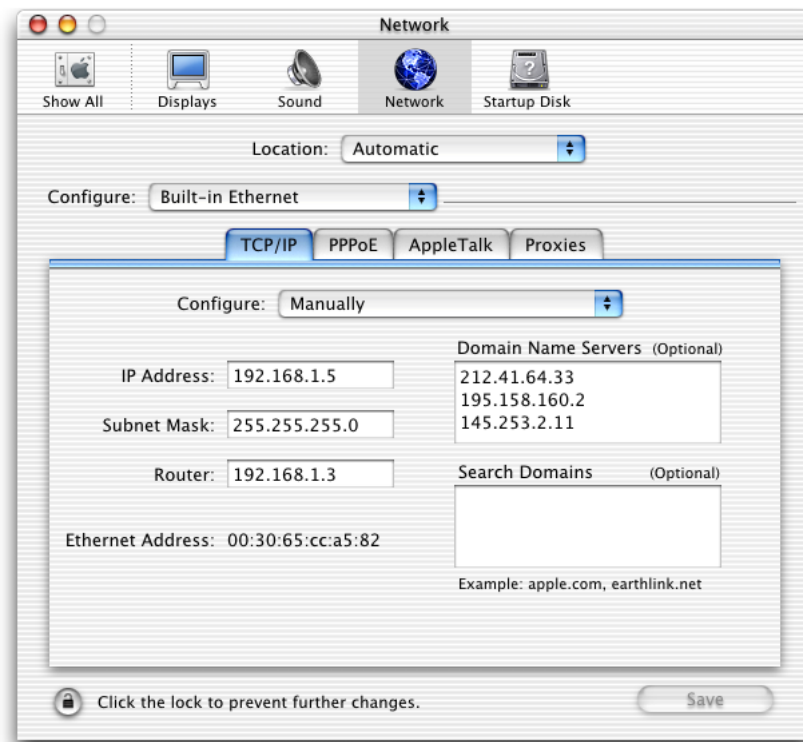 Network
Show All
Displays
Sound
Network
Startup Disk
Location: Automatic
Configure: Built-in Ethernet
TCP/IP
PPPoE
AppleTalk
Proxies
Configure: Manually
IP Address: 192.168.1.5
Subnet Mask: 255.255.255.0
Router: 192.168.1.3
Ethernet Address: 00:30:65:cc:a5:82
Domain Name Servers (Optional)
212.41.64.33
195.158.160.2
145.253.2.11
Search Domains (Optional)
Example: apple.com, earthlink.net
Click the lock to prevent further changes.
Save